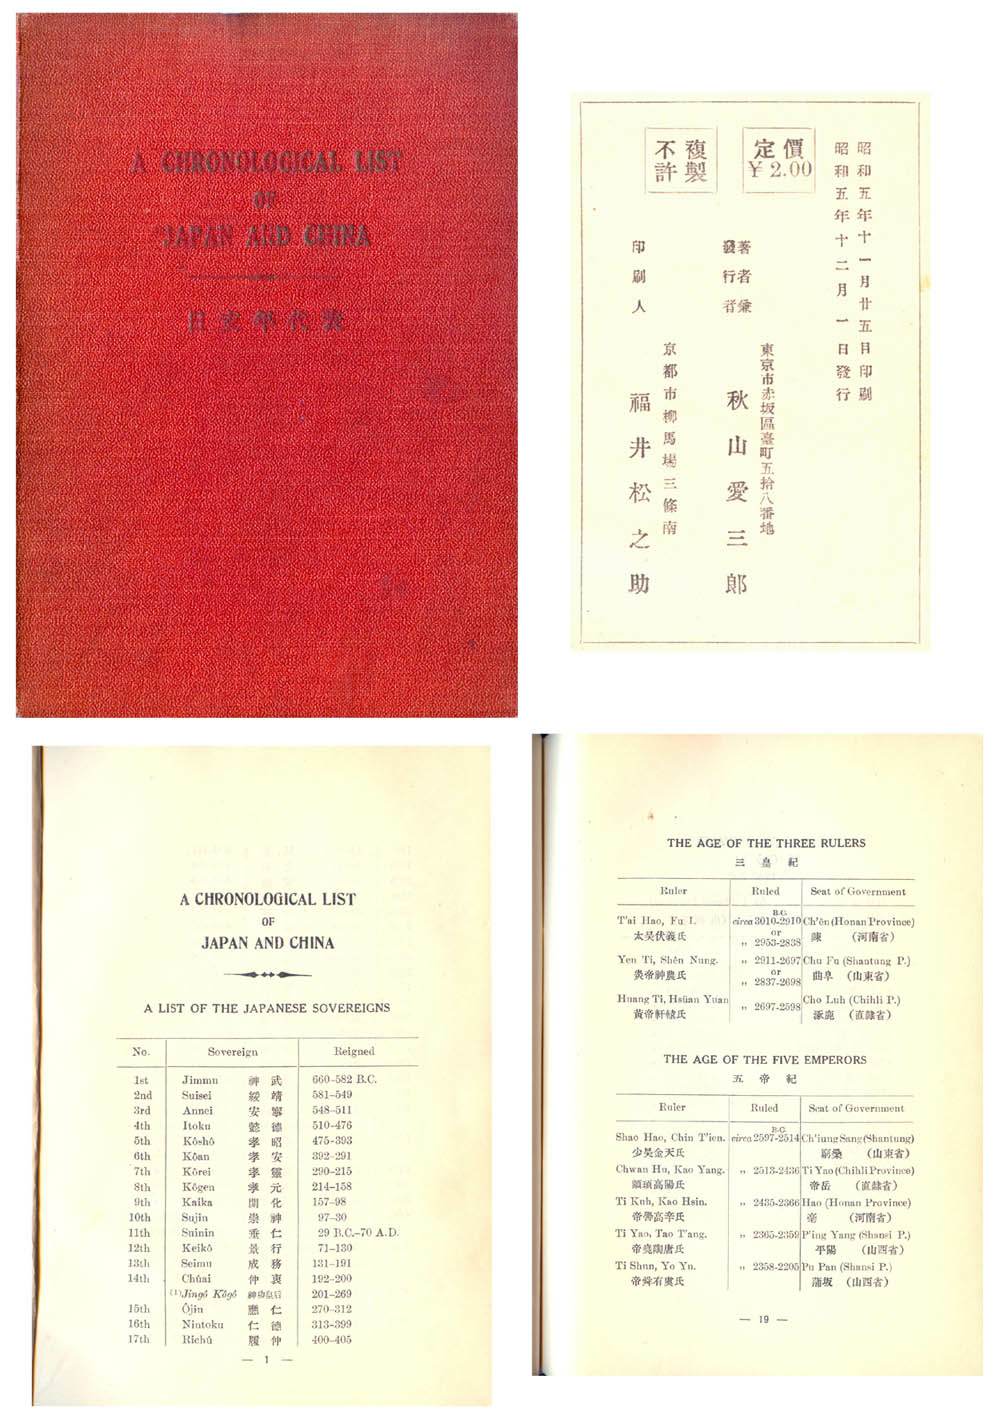 A CHRONOLOGICAL LIST
OF
JAPAN AND CHINA
日支年代表
昭和五年十一月廿五日印刷
昭和五年十二月一日發行
定價
¥2.00
複製
不許
著者兼
發行者
東京市赤坂區臺町五拾八番地
秋山愛三郎
印刷人
京都市柳馬場三條南
福井松之助
A CHRONOLOGICAL LIST
OF
JAPAN AND CHINA
A LIST OF THE JAPANESE SOVEREIGNS
No. Sovereign Reigned
1st Jimmu 神武 660-582 B.C.
2nd Suisei 綏靖 581-549
3rd Annei 安寧 548-511
4th Itoku 懿德 510-476
5th Kōshō 孝昭 475-393
6th Kōan 孝安 392-291
7th Kōrei 孝靈 290-215
8th Kōgen 孝元 214-158
9th Kaika 開化 157-98
10th Sujin 崇神 97-30
11th Suinin 垂仁 29 B.C.-70 A.D.
12th Keikō 景行 71-130
13th Seimu 成務 131-191
14th Chūai 仲哀 192-200
(1) Jingō Kōgō 神功皇后 201-269
15th Ōjin 應仁 270-312
16th Nintoku 仁德 313-399
17th Richū 履仲 400-405
— 1 —
THE AGE OF THE THREE RULERS
三皇紀
Ruler Ruled Seat of Government
B.C.
T'ai Hao, Fu I. circa 3010-2910 Ch'ên (Honan Province)
太昊伏義氏 or „ 2953-2838 陳 (河南省)
Yen Ti, Shên Nung. „ 2911-2697 Chu Fu (Shantung P.)
炎帝神農氏 or „ 2837-2698 曲阜 (山東省)
Huang Ti, Hsüan Yuan „ 2697-2598 Cho Luh (Chihli P.)
黃帝軒轅氏 涿鹿 (直隷省)
THE AGE OF THE FIVE EMPERORS
五帝紀
Ruler Ruled Seat of Government
B.C.
Shao Hao, Chin T'ien. circa 2597-2514 Ch'iung Sang (Shantung)
少昊金天氏 窮桑 (山東省)
Chwan Hu, Kao Yang. „ 2513-2436 Ti Yao (Chihli Province)
顓頊高陽氏 帝岳 (直隷省)
Ti Kuh, Kao Hsin. „ 2435-2366 Hao (Honan Province)
帝嚳高辛氏 亳 (河南省)
Ti Yao, Tao T'ang. „ 2365-2359 P'ing Yang (Shansi P.)
帝堯陶唐氏 平陽 (山西省)
Ti Shun, Yo Yu. „ 2358-2205 Pu Pan (Shansi P.)
帝舜有虞氏 蒲坂 (山西省)
— 19 —